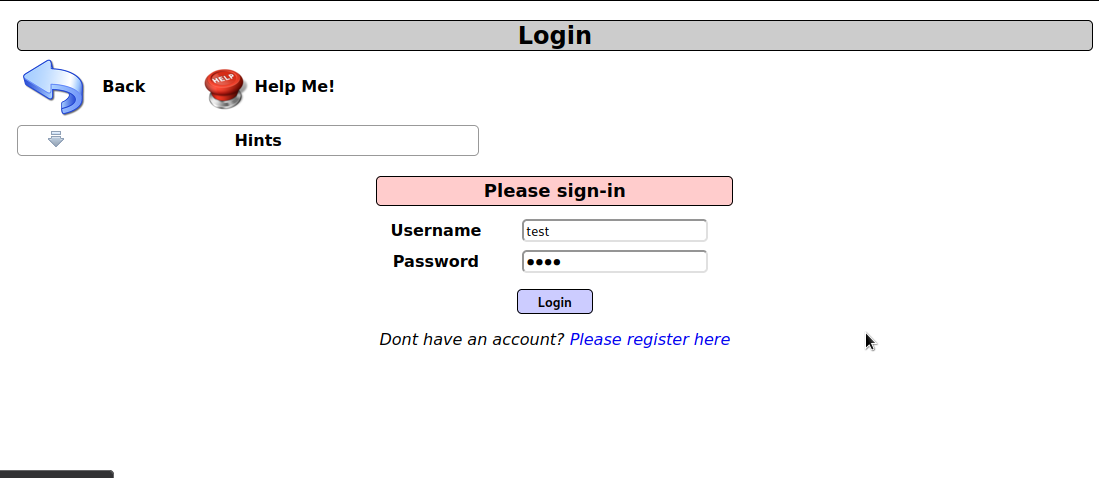 Login
Back
HELP
Help Me!
Hints
Please sign-in
Username test
Password ●●●●
Login
Dont have an account? Please register here